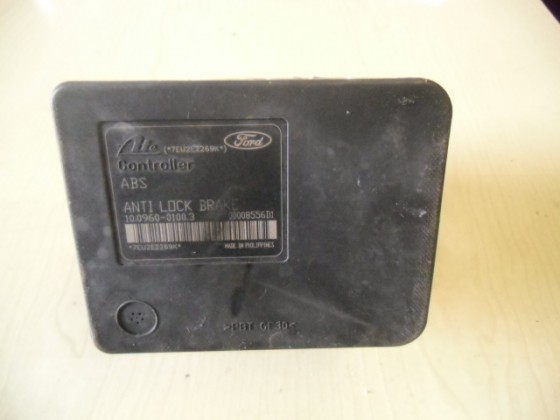 Ate (*7EU2C2269K*) Ford
Controller
ABS
ANTI LOCK BRAKE
10.0960-0100.3
*7EU2C2269K*
MADE IN PHILIPPINES
>PBT-GF30<